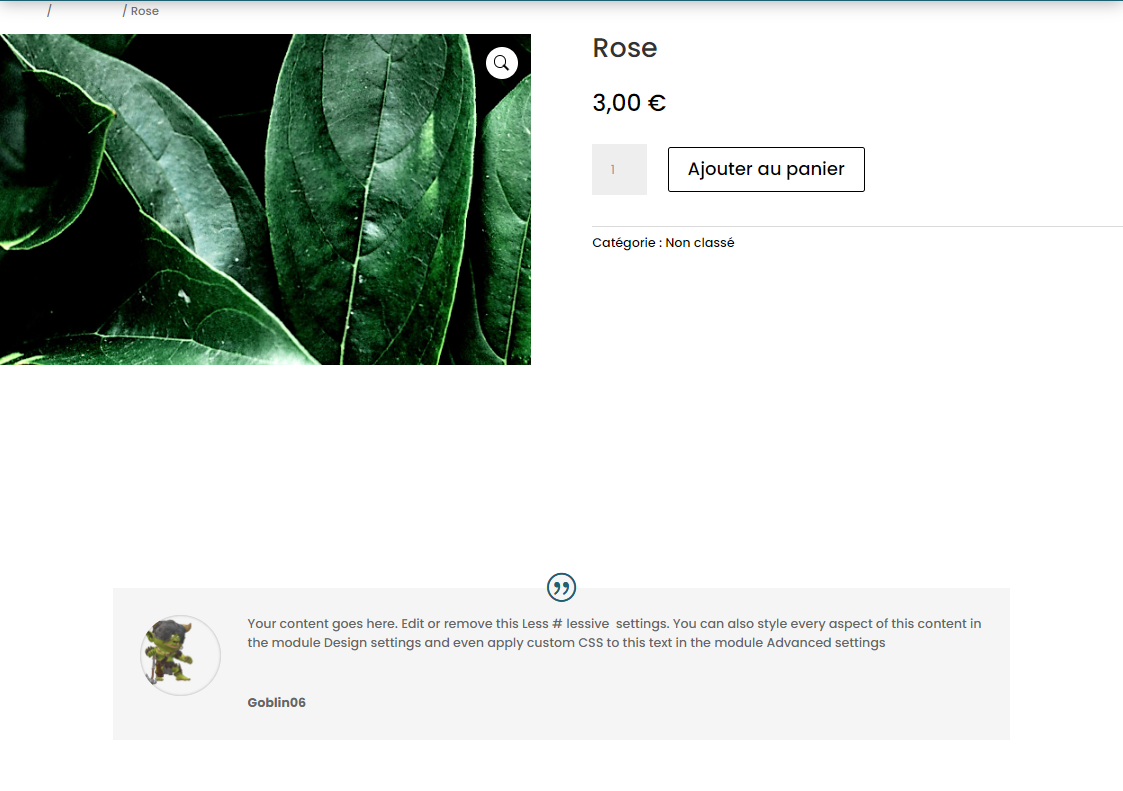 / / Rose
Rose
3,00 €
1
Ajouter au panier
Catégorie : Non classé
Your content goes here. Edit or remove this Less # lessive settings. You can also style every aspect of this content in
the module Design settings and even apply custom CSS to this text in the module Advanced settings
Goblin06